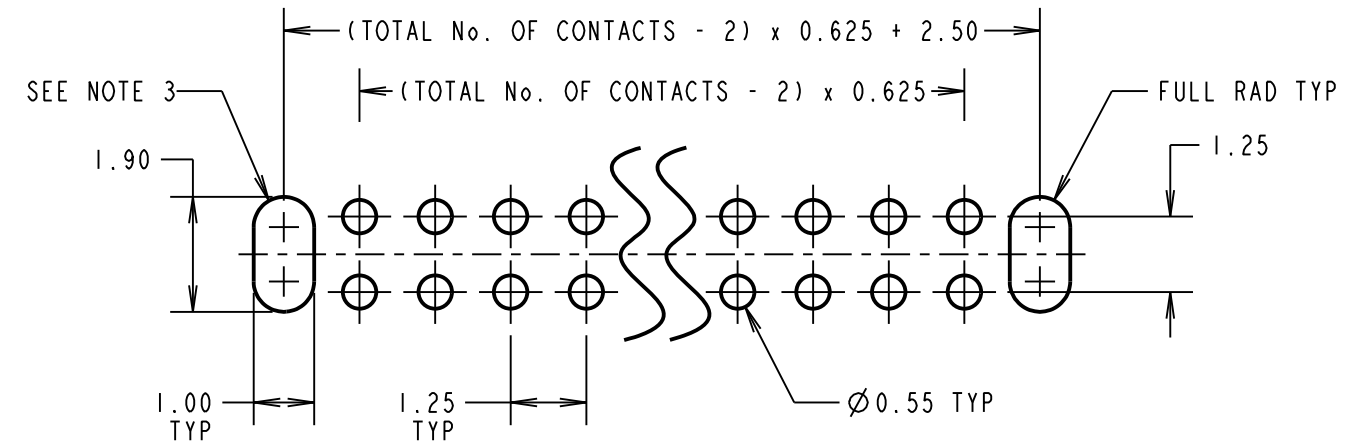 (TOTAL No. OF CONTACTS - 2) x 0.625 + 2.50
(TOTAL No. OF CONTACTS - 2) x 0.625
SEE NOTE 3
FULL RAD TYP
1.90
1.25
1.00
TYP
1.25
TYP
Ø0.55 TYP